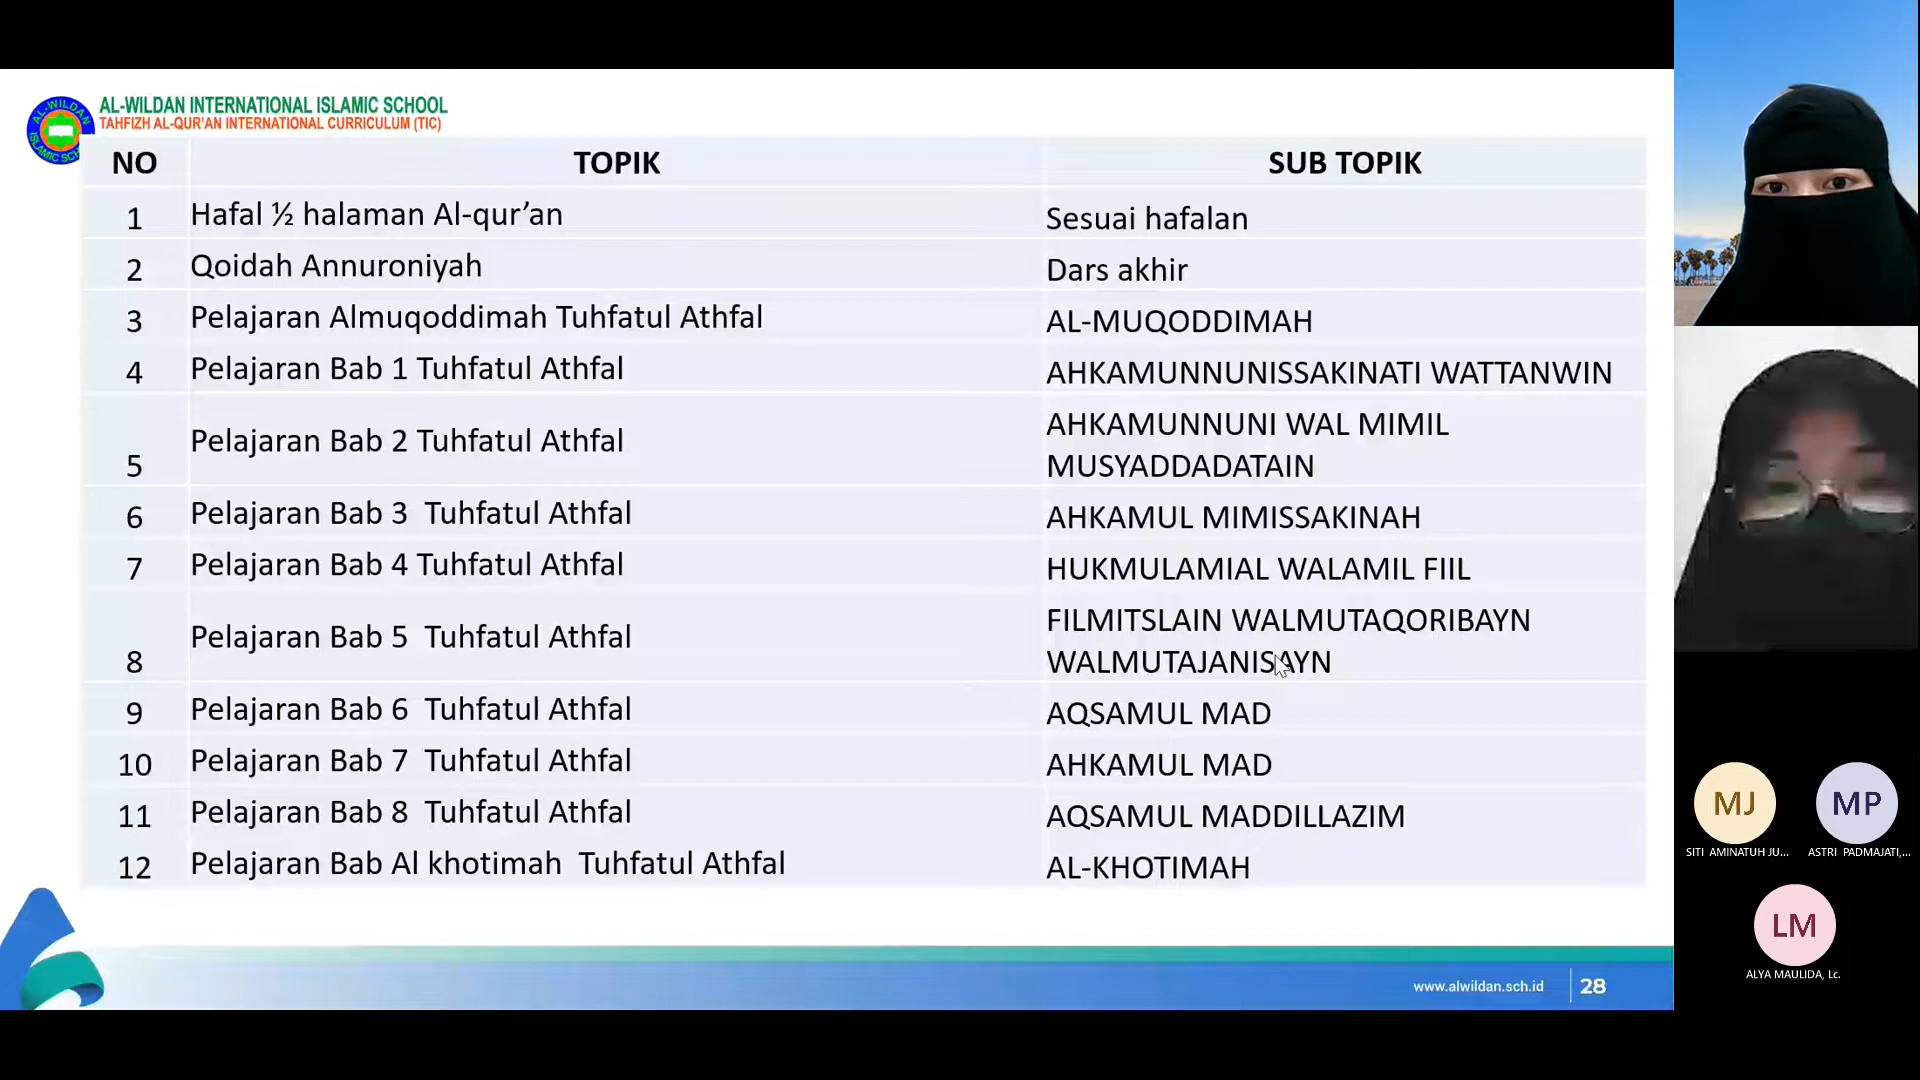 AL-WILDAN INTERNATIONAL ISLAMIC SCHOOL
TAHFIZH AL-QUR'AN INTERNATIONAL CURRICULUM (TIC)
NO TOPIK SUB TOPIK
1 Hafal ½ halaman Al-qur’an Sesuai hafalan
2 Qoidah Annuroniyah Dars akhir
3 Pelajaran Almuqoddimah Tuhfatul Athfal AL-MUQODDIMAH
4 Pelajaran Bab 1 Tuhfatul Athfal AHKAMUNNUNISSAKINATI WATTANWIN
5 Pelajaran Bab 2 Tuhfatul Athfal AHKAMUNNUNI WAL MIMIL
MUSYADDADATAIN
6 Pelajaran Bab 3 Tuhfatul Athfal AHKAMUL MIMISSAKINAH
7 Pelajaran Bab 4 Tuhfatul Athfal HUKMULAMIAL WALAMIL FIIL
8 Pelajaran Bab 5 Tuhfatul Athfal FILMITSLAIN WALMUTAQORIBAYN
WALMUTAJANISAYN
9 Pelajaran Bab 6 Tuhfatul Athfal AQSAMUL MAD
10 Pelajaran Bab 7 Tuhfatul Athfal AHKAMUL MAD
11 Pelajaran Bab 8 Tuhfatul Athfal AQSAMUL MADDILLAZIM
12 Pelajaran Bab Al khotimah Tuhfatul Athfal AL-KHOTIMAH
www.alwildan.sch.id 28
MJ MP
SITI AMINATUH JU... ASTRI PADMAJATI,...
LM
ALYA MAULIDA, Lc.